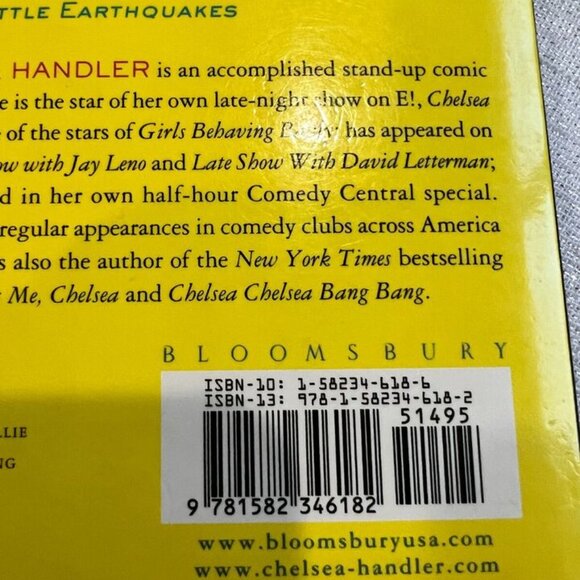 TTLE EARTHQUAKES
HANDLER is an accomplished stand-up comic
e is the star of her own late-night show on E!, Chelsea
e of the stars of Girls Behaving has appeared on
ow with Jay Leno and Late Show With David Letterman;
d in her own half-hour Comedy Central special.
regular appearances in comedy clubs across America
s also the author of the New York Times bestselling
Me, Chelsea and Chelsea Chelsea Bang Bang.
BLOOMSBURY
ISBN-10: 1-58234-618-6
ISBN-13: 978-1-58234-618-2
51495
9 781582 346182
LLIE
NG
www.bloomsburyusa.com
www.chelsea-handler.com